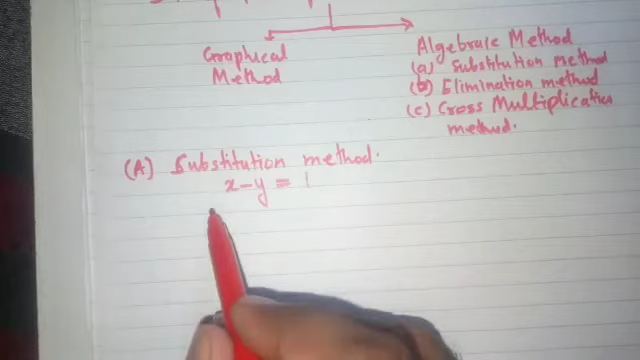 Graphical
Method
Algebraic Method
(a) Substitution method
(b) Elimination method
(c) Cross Multiplication
method.
(A) Substitution method.
x-y = 1